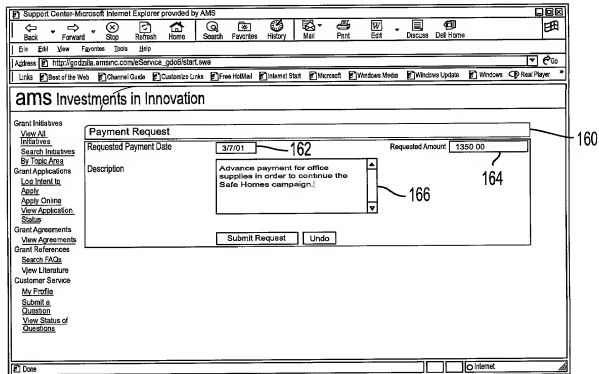 Support Center-Microsoft Internet Explorer provided by AMS
Back Forward Stop Refresh Home Search Favorites History Mail Print Edit Discuss Dell Home
File Edit View Favorites Tools Help
Address http://godzilla.amsinc.com/eService_gdo6/start.swe Go
Links Best of the Web Channel Guide Customize Links Free HotMail Internet Start Microsoft Windows Media Windows Update Windows Real Player »
ams Investments in Innovation
Grant Initiatives
View All
Initiatives
Search Initiatives
By Topic Area
Grant Applications
Log Intent to
Apply
Apply Online
View Application
Status
Grant Agreements
View Agreements
Grant References
Search FAQs
View Literature
Customer Service
My Profile
Submit a
Question
View Status of
Questions
Payment Request
160
Requested Payment Date 3/7/01 162 Requested Amount 1350 00
164
Description
Advance payment for office
supplies in order to continue the
Safe Homes campaign.
166
Submit Request Undo
Done Internet